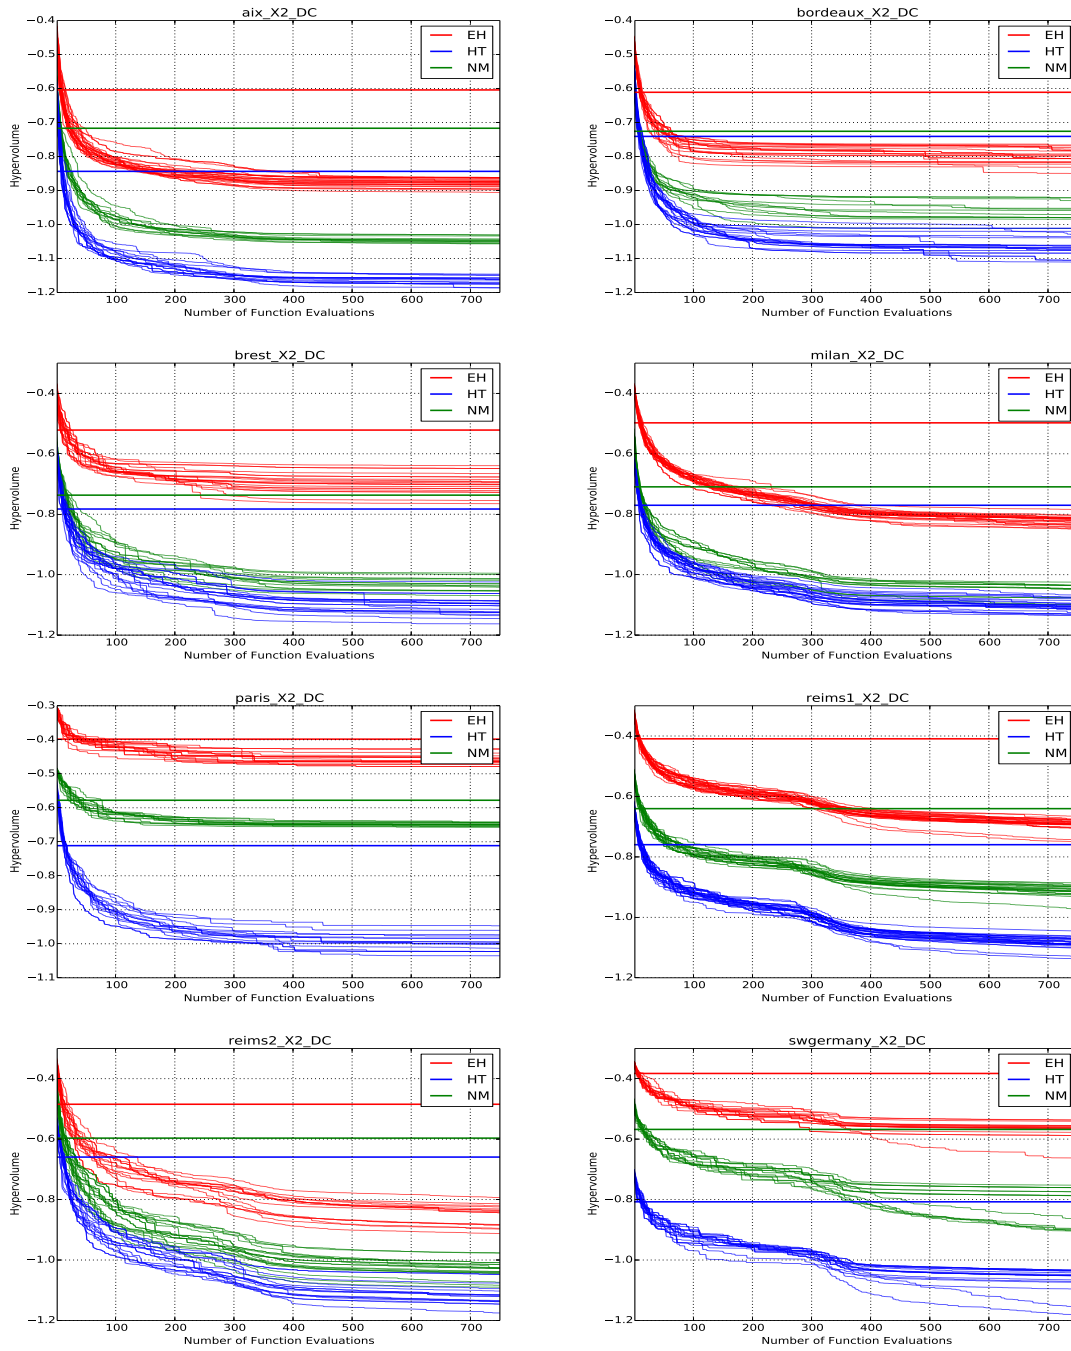 aix_X2_DC
−0.4
−0.5
−0.6
−0.7
−0.8
−0.9
−1.0
−1.1
−1.2
Hypervolume
EH
HT
NM
100 200 300 400 500 600 700
Number of Function Evaluations
bordeaux_X2_DC
−0.4
−0.5
−0.6
−0.7
−0.8
−0.9
−1.0
−1.1
−1.2
Hypervolume
EH
HT
NM
100 200 300 400 500 600 700
Number of Function Evaluations
brest_X2_DC
−0.4
−0.6
−0.8
−1.0
−1.2
Hypervolume
EH
HT
NM
100 200 300 400 500 600 700
Number of Function Evaluations
milan_X2_DC
−0.4
−0.6
−0.8
−1.0
−1.2
Hypervolume
EH
HT
NM
100 200 300 400 500 600 700
Number of Function Evaluations
paris_X2_DC
−0.3
−0.4
−0.5
−0.6
−0.7
−0.8
−0.9
−1.0
−1.1
Hypervolume
EH
HT
NM
100 200 300 400 500 600 700
Number of Function Evaluations
reims1_X2_DC
−0.4
−0.6
−0.8
−1.0
−1.2
Hypervolume
EH
HT
NM
100 200 300 400 500 600 700
Number of Function Evaluations
reims2_X2_DC
−0.4
−0.6
−0.8
−1.0
−1.2
Hypervolume
EH
HT
NM
100 200 300 400 500 600 700
Number of Function Evaluations
swgermany_X2_DC
−0.4
−0.6
−0.8
−1.0
−1.2
Hypervolume
EH
HT
NM
100 200 300 400 500 600 700
Number of Function Evaluations